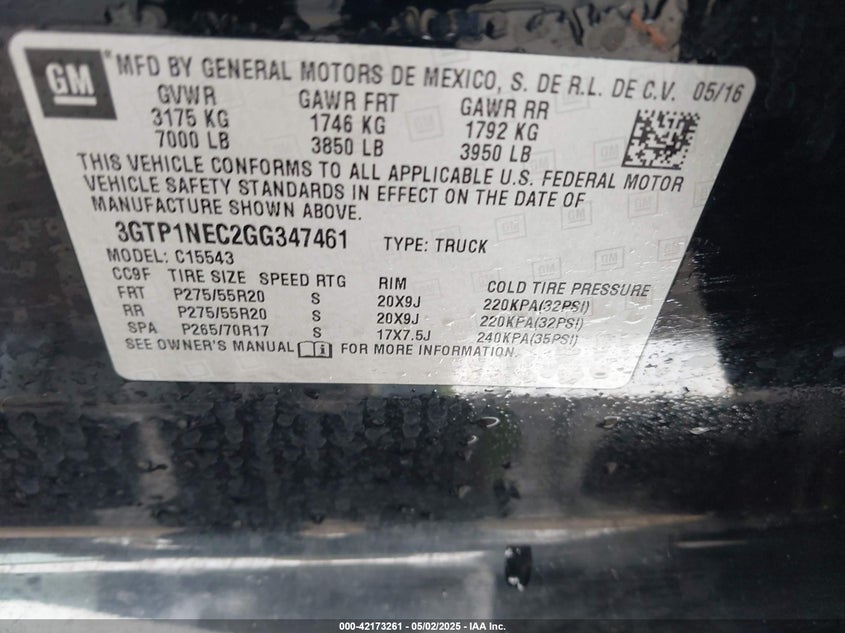 GM
MFD BY GENERAL MOTORS DE MEXICO, S. DE R.L. DE C.V. 05/16
GVWR GAWR FRT GAWR RR
3175 KG 1746 KG 1792 KG
7000 LB 3850 LB 3950 LB
THIS VEHICLE CONFORMS TO ALL APPLICABLE U.S. FEDERAL MOTOR
VEHICLE SAFETY STANDARDS IN EFFECT ON THE DATE OF
MANUFACTURE SHOWN ABOVE.
3GTP1NEC2GG347461 TYPE: TRUCK
MODEL: C15543
CC9F TIRE SIZE SPEED RTG RIM COLD TIRE PRESSURE
FRT P275/55R20 S 20X9J 220KPA(32PSI)
RR P275/55R20 S 20X9J 220KPA(32PSI)
SPA P265/70R17 S 17X7.5J 240KPA(35PSI)
SEE OWNER'S MANUAL FOR MORE INFORMATION.
000-42173261 - 05/02/2025 - IAA Inc.